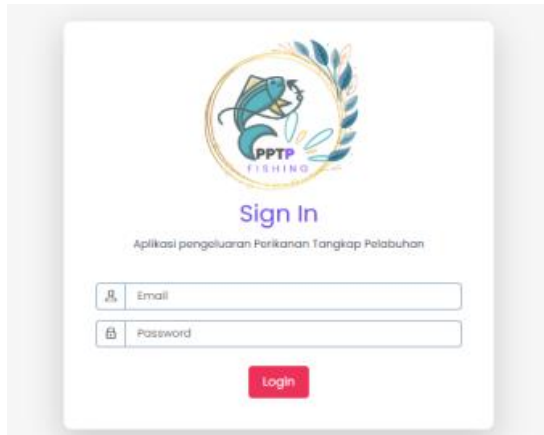 PPTP
FISHING
Sign In
Aplikasi pengeluaran Perikanan Tangkap Pelabuhan
Email
Password
Login